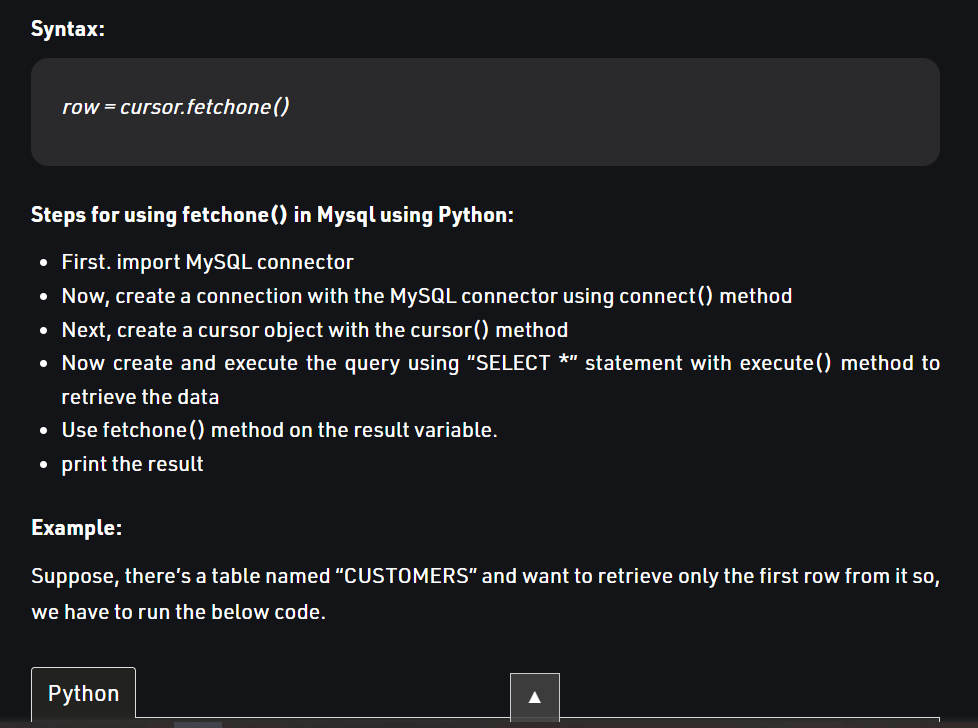 Syntax:
row = cursor.fetchone()
Steps for using fetchone() in Mysql using Python:
First. import MySQL connector
Now, create a connection with the MySQL connector using connect() method
Next, create a cursor object with the cursor() method
Now create and execute the query using “SELECT *” statement with execute() method to
retrieve the data
Use fetchone() method on the result variable.
print the result
Example:
Suppose, there’s a table named “CUSTOMERS” and want to retrieve only the first row from it so,
we have to run the below code.
Python